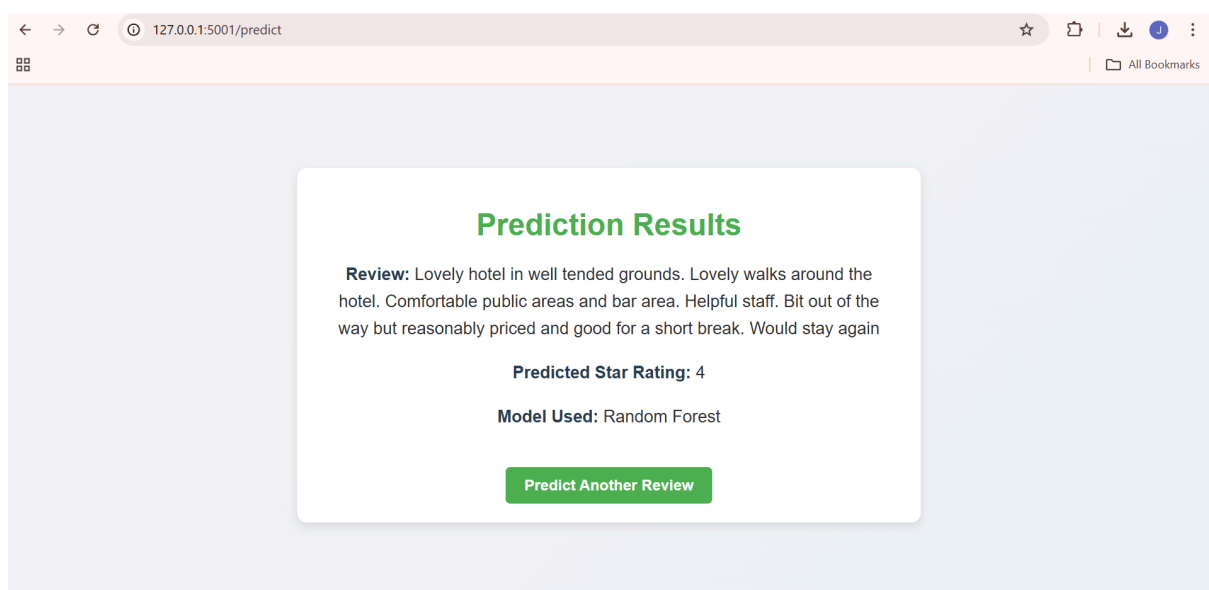 127.0.0.1:5001/predict
J
All Bookmarks
Prediction Results
Review: Lovely hotel in well tended grounds. Lovely walks around the
hotel. Comfortable public areas and bar area. Helpful staff. Bit out of the
way but reasonably priced and good for a short break. Would stay again
Predicted Star Rating: 4
Model Used: Random Forest
Predict Another Review